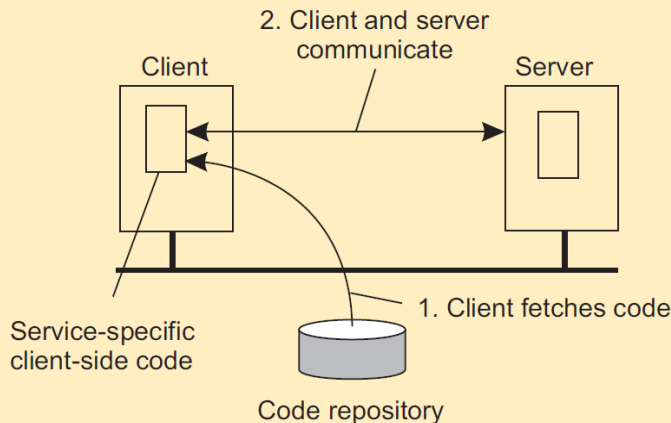 2. Client and server
communicate
Client
Server
1. Client fetches code
Service-specific
client-side code
Code repository